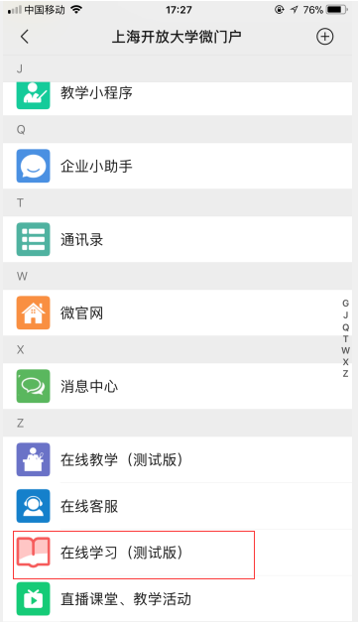 中国移动 17:27 76%
上海开放大学微门户
J
教学小程序
Q
企业小助手
T
通讯录
W
微官网
G
J
Q
T
W
X
Z
X
消息中心
Z
在线教学（测试版）
在线客服
在线学习（测试版）
直播课堂、教学活动